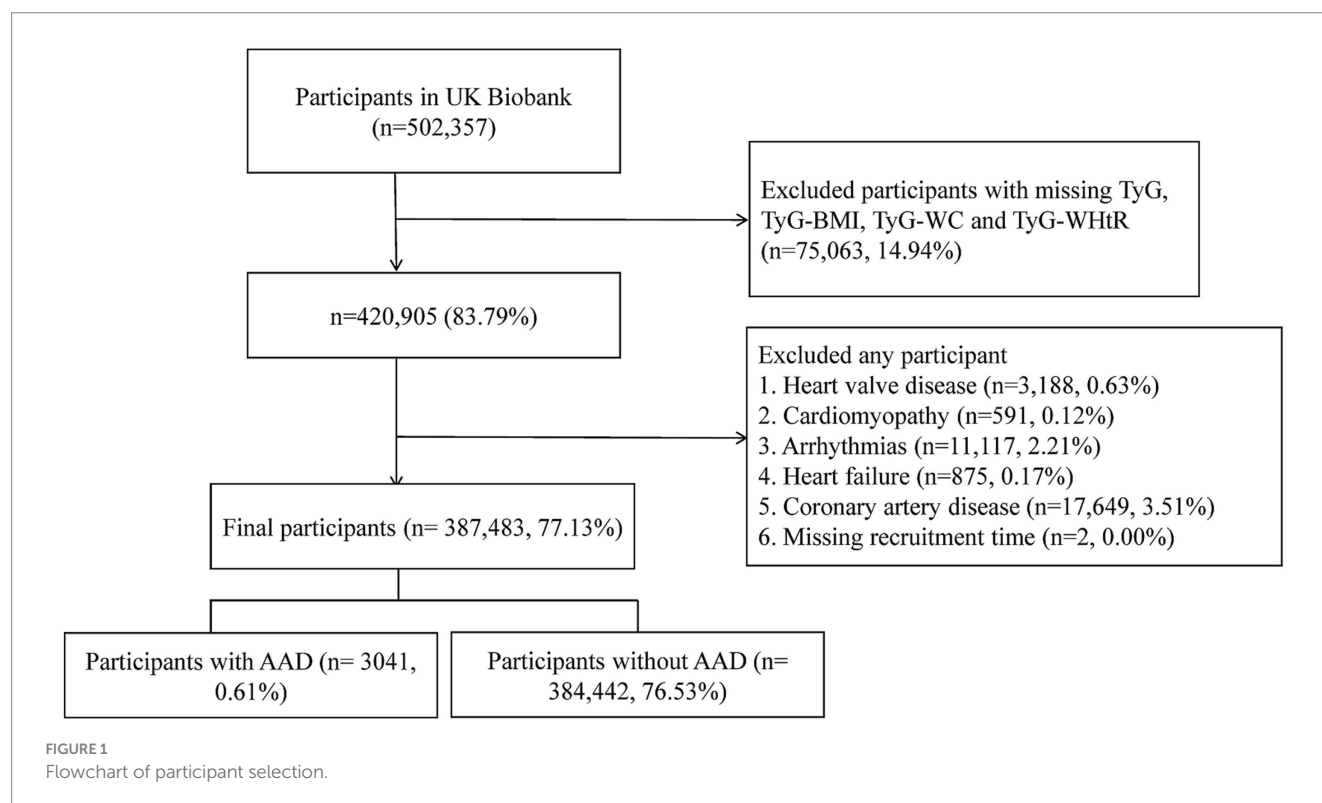 Participants in UK Biobank
(n=502,357)
Excluded participants with missing TyG,
TyG-BMI, TyG-WC and TyG-WHtR
(n=75,063, 14.94%)
n=420,905 (83.79%)
Excluded any participant
1. Heart valve disease (n=3,188, 0.63%)
2. Cardiomyopathy (n=591, 0.12%)
3. Arrhythmias (n=11,117, 2.21%)
4. Heart failure (n=875, 0.17%)
5. Coronary artery disease (n=17,649, 3.51%)
6. Missing recruitment time (n=2, 0.00%)
Final participants (n= 387,483, 77.13%)
Participants with AAD (n= 3041,
0.61%)
Participants without AAD (n=
384,442, 76.53%)
FIGURE 1
Flowchart of participant selection.